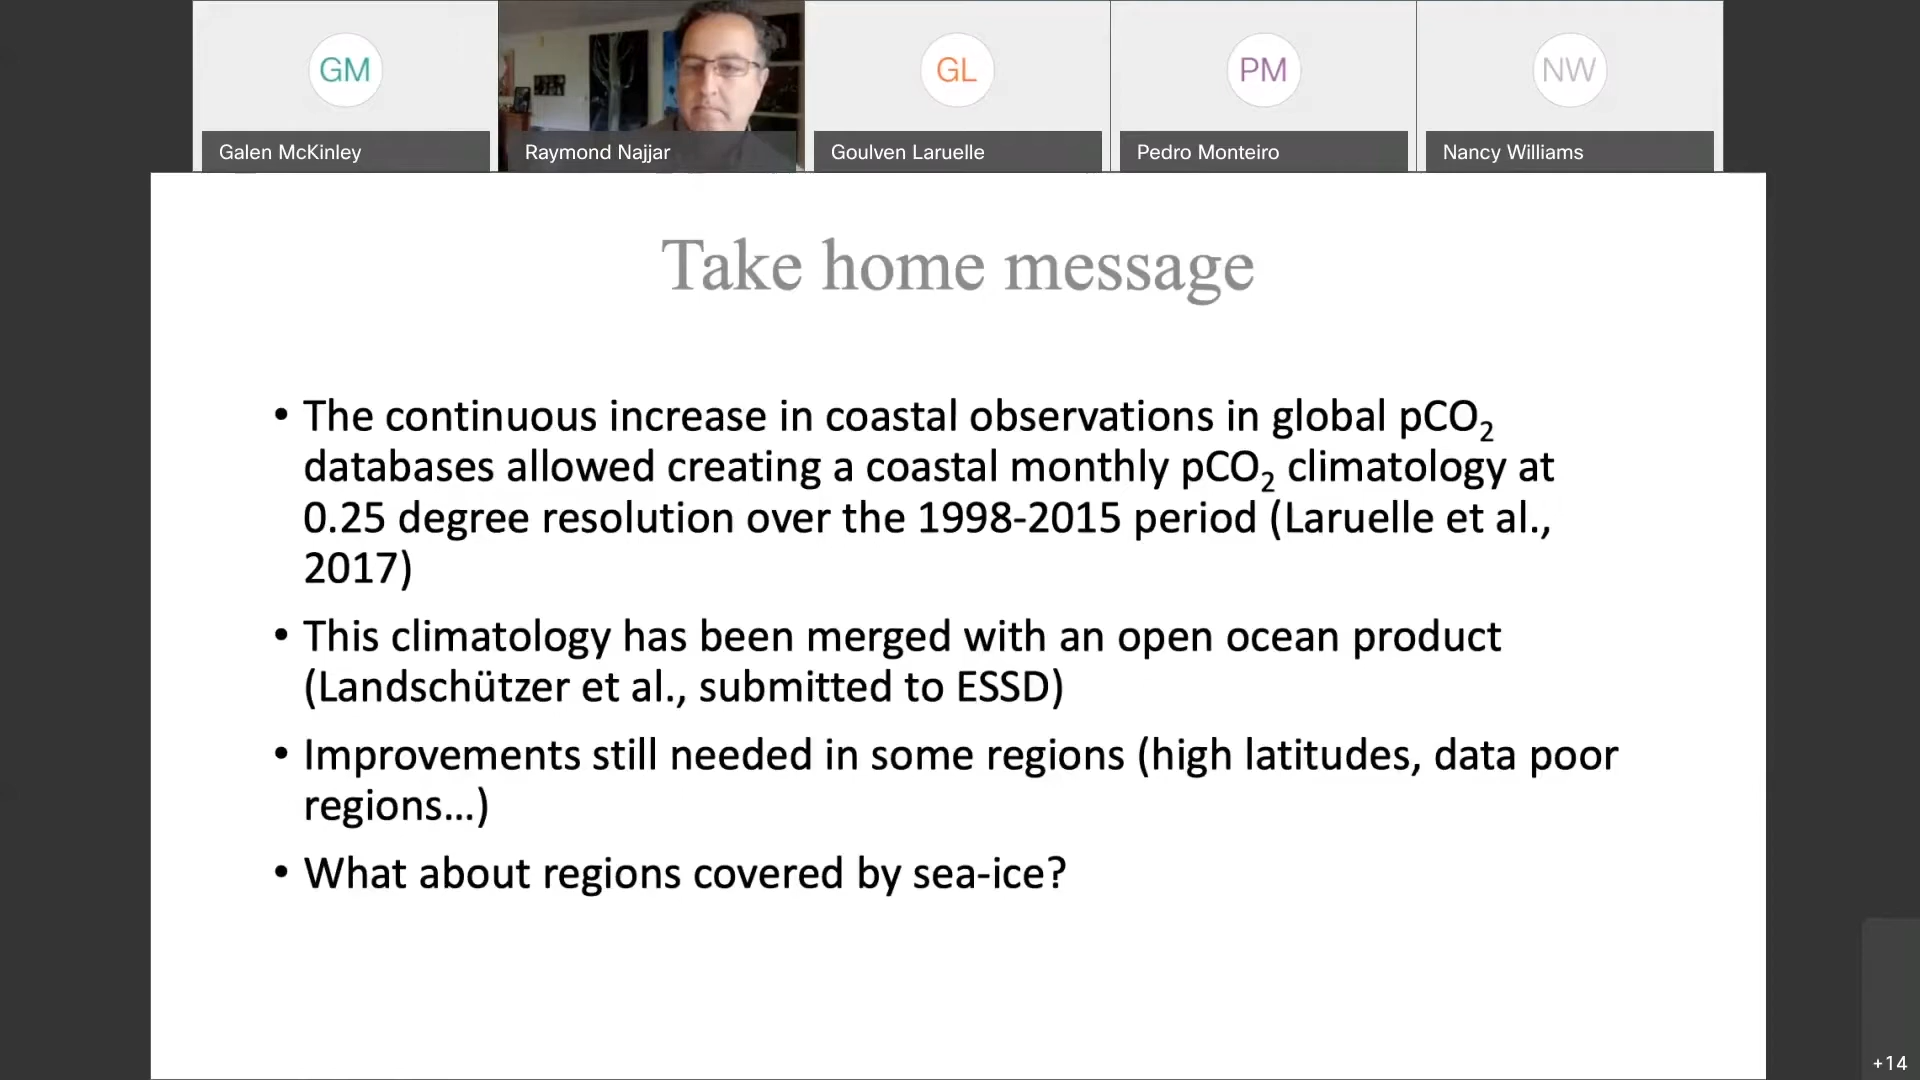 GM
GL
PM
NW
Galen McKinley
Raymond Najjar
Goulven Laruelle
Pedro Monteiro
Nancy Williams
Take home message
• The continuous increase in coastal observations in global pCO₂
databases allowed creating a coastal monthly pCO₂ climatology at
0.25 degree resolution over the 1998-2015 period (Laruelle et al.,
2017)
• This climatology has been merged with an open ocean product
(Landschützer et al., submitted to ESSD)
• Improvements still needed in some regions (high latitudes, data poor
regions…)
• What about regions covered by sea-ice?
+14